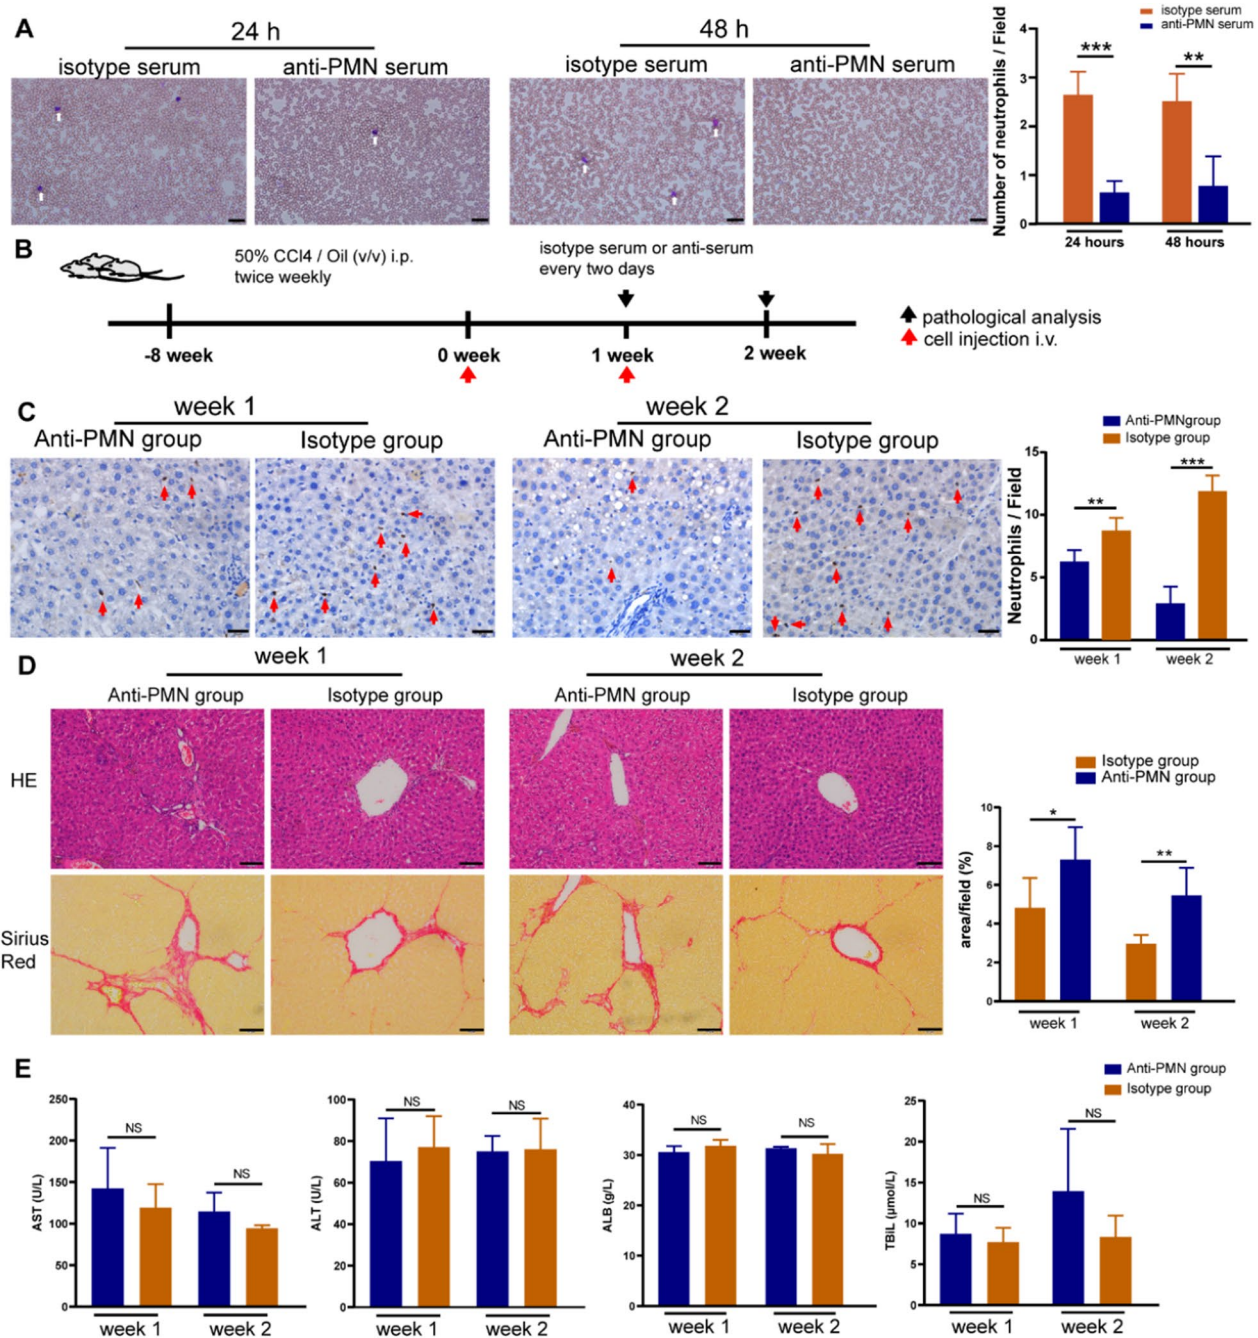 A
24 h
isotype serum
anti-PMN serum
48 h
isotype serum
anti-PMN serum
isotype serum
anti-PMN serum
Number of neutrophils / Field
4
3
2
1
0
***
**
24 hours
48 hours
B
50% CCl4 / Oil (v/v) i.p.
twice weekly
isotype serum or anti-serum
every two days
-8 week
0 week
1 week
2 week
pathological analysis
cell injection i.v.
C
week 1
Anti-PMN group
Isotype group
week 2
Anti-PMN group
Isotype group
Anti-PMNgroup
Isotype group
Neutrophils / Field
15
10
5
0
**
***
week 1
week 2
D
week 1
Anti-PMN group
Isotype group
week 2
Anti-PMN group
Isotype group
HE
Sirius
Red
Isotype group
Anti-PMN group
area/field (%)
10
8
6
4
2
0
*
**
week 1
week 2
E
Anti-PMN group
Isotype group
AST (U/L)
250
200
150
100
50
0
NS
NS
week 1
week 2
ALT (U/L)
100
80
60
40
20
0
NS
NS
week 1
week 2
ALB (g/L)
40
30
20
10
0
NS
NS
week 1
week 2
TBiL (μmol/L)
25
20
15
10
5
0
NS
NS
week 1
week 2